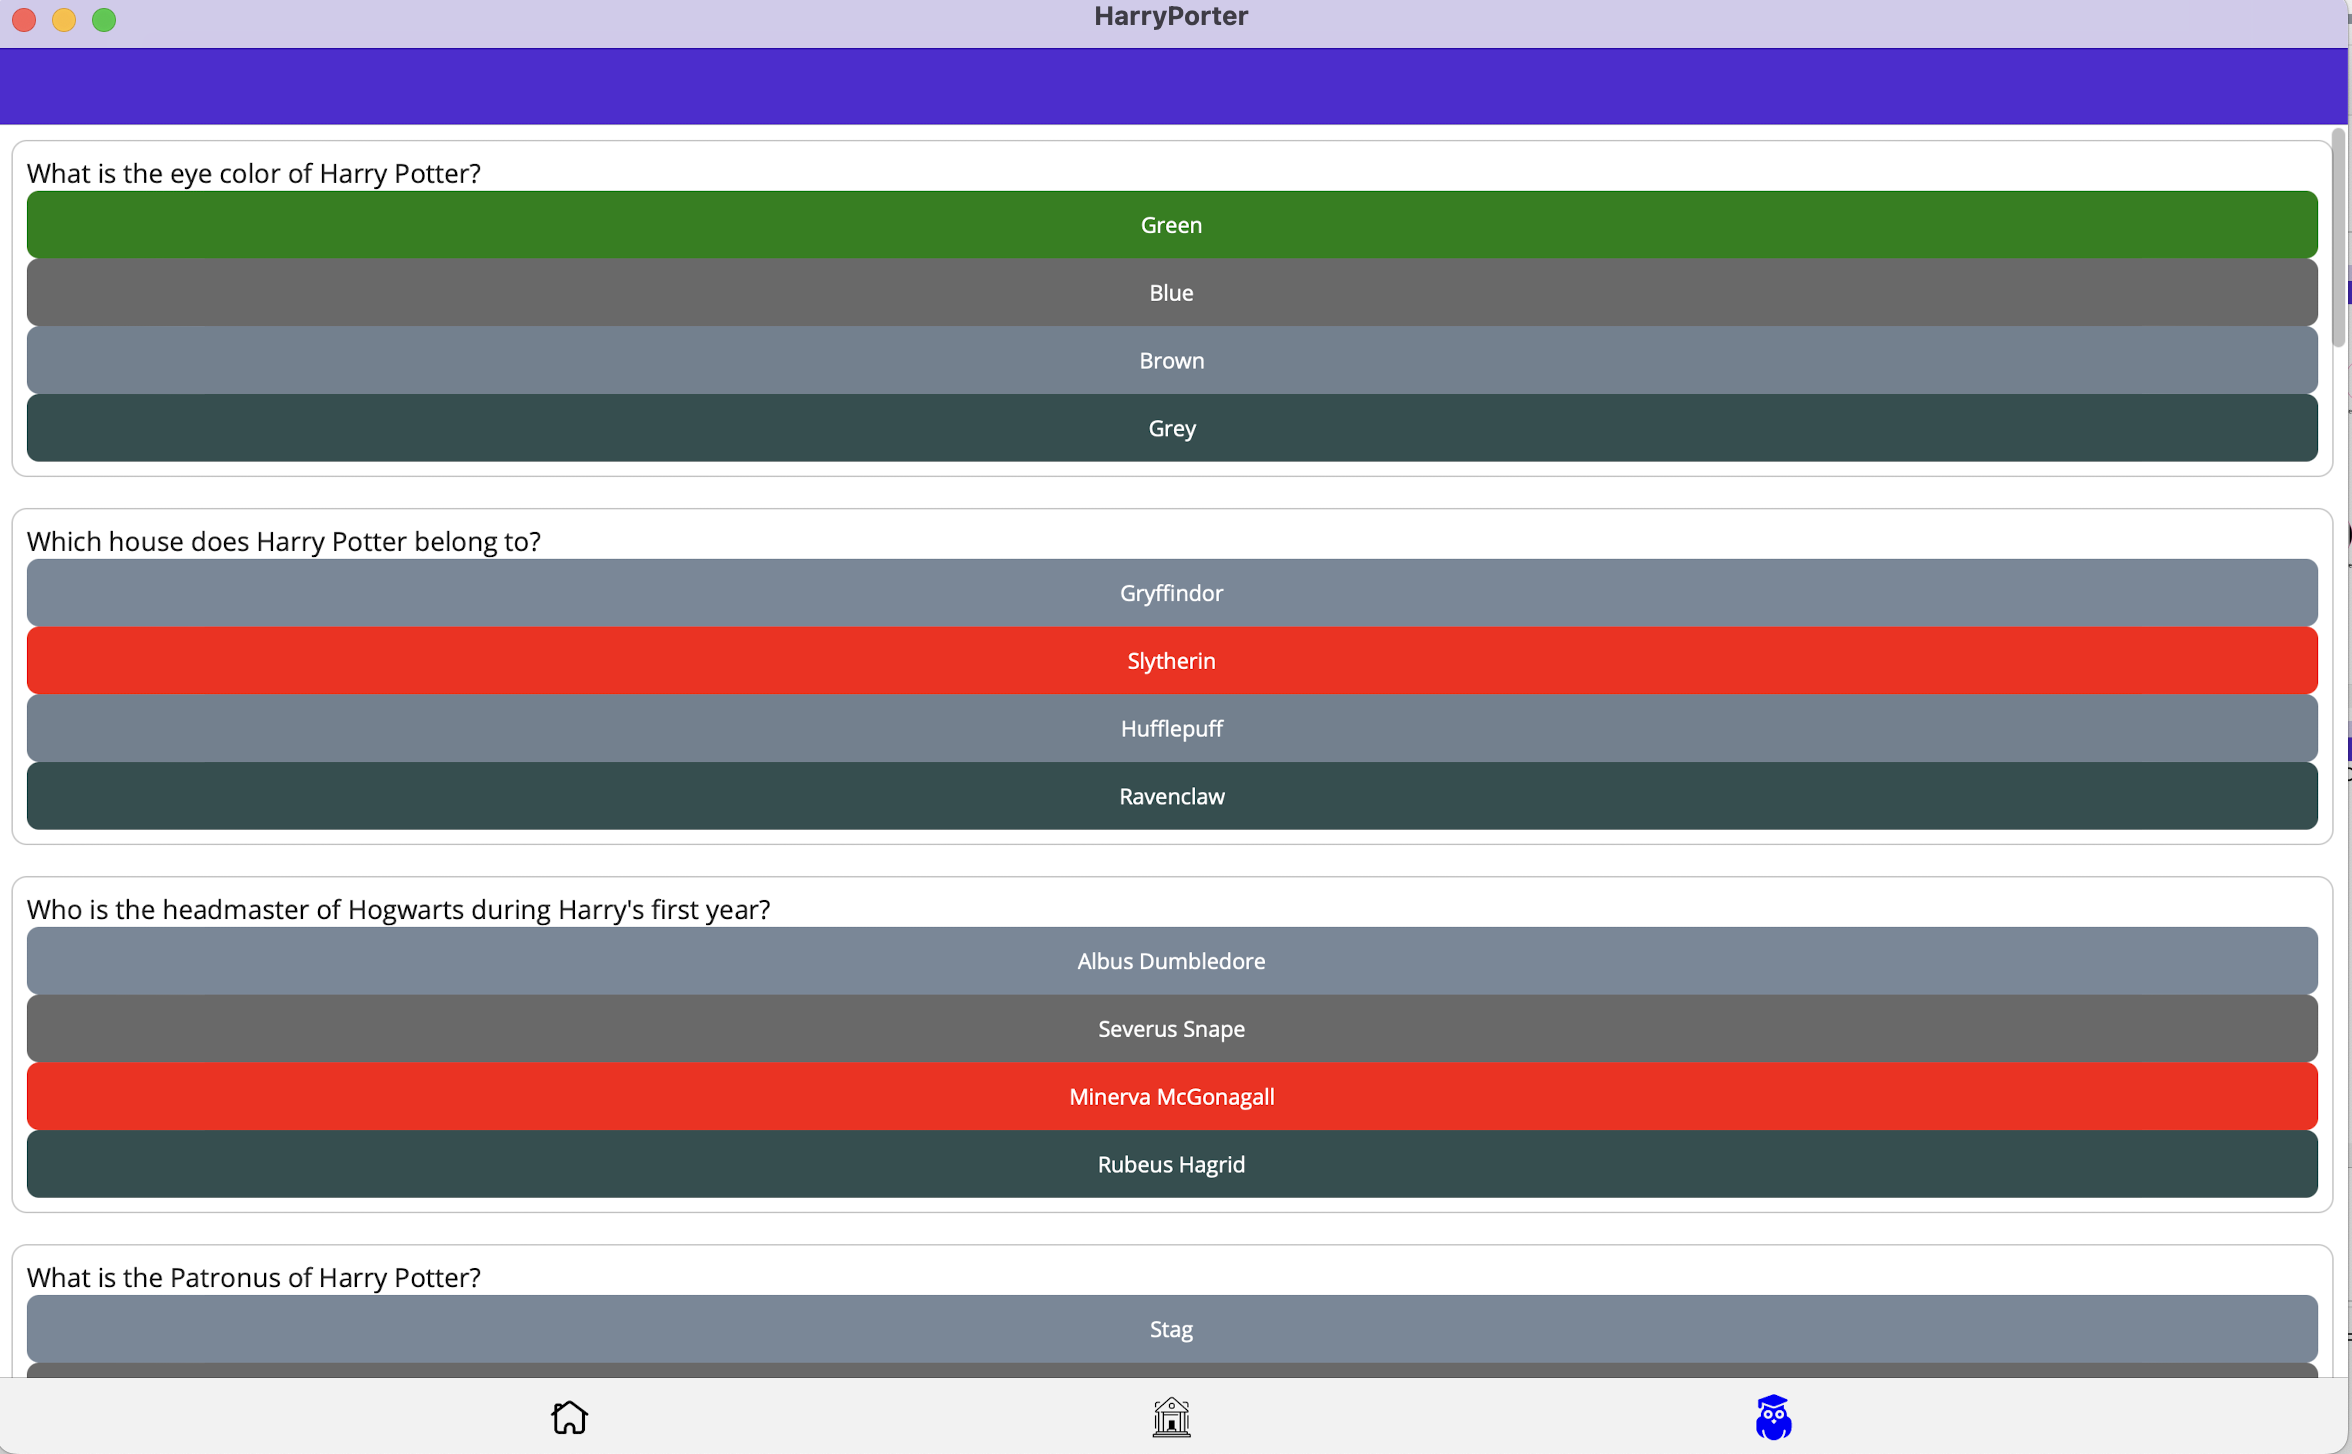 HarryPorter
What is the eye color of Harry Potter?
Green
Blue
Brown
Grey
Which house does Harry Potter belong to?
Gryffindor
Slytherin
Hufflepuff
Ravenclaw
Who is the headmaster of Hogwarts during Harry's first year?
Albus Dumbledore
Severus Snape
Minerva McGonagall
Rubeus Hagrid
What is the Patronus of Harry Potter?
Stag